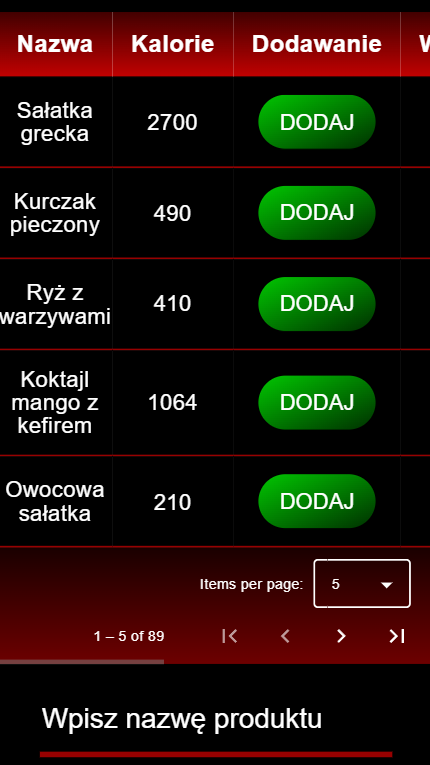 Nazwa Kalorie Dodawanie
Sałatka
grecka
2700 DODAJ
Kurczak
pieczony
490 DODAJ
Ryż z
warzywami
410 DODAJ
Koktajl
mango z
kefirem
1064 DODAJ
Owocowa
sałatka
210 DODAJ
Items per page: 5
1 – 5 of 89
Wpisz nazwę produktu